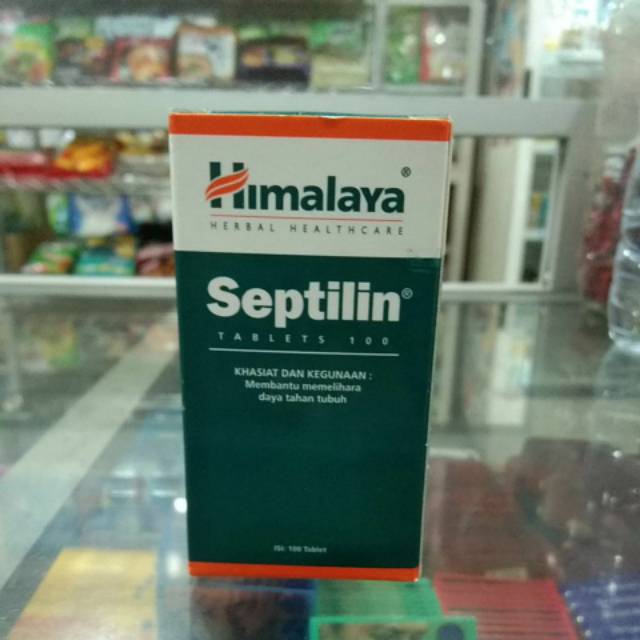 Himalaya®
HERBAL HEALTHCARE
Septilin®
TABLETS 100
KHASIAT DAN KEGUNAAN :
Membantu memelihara
daya tahan tubuh
ISI: 100 Tablet